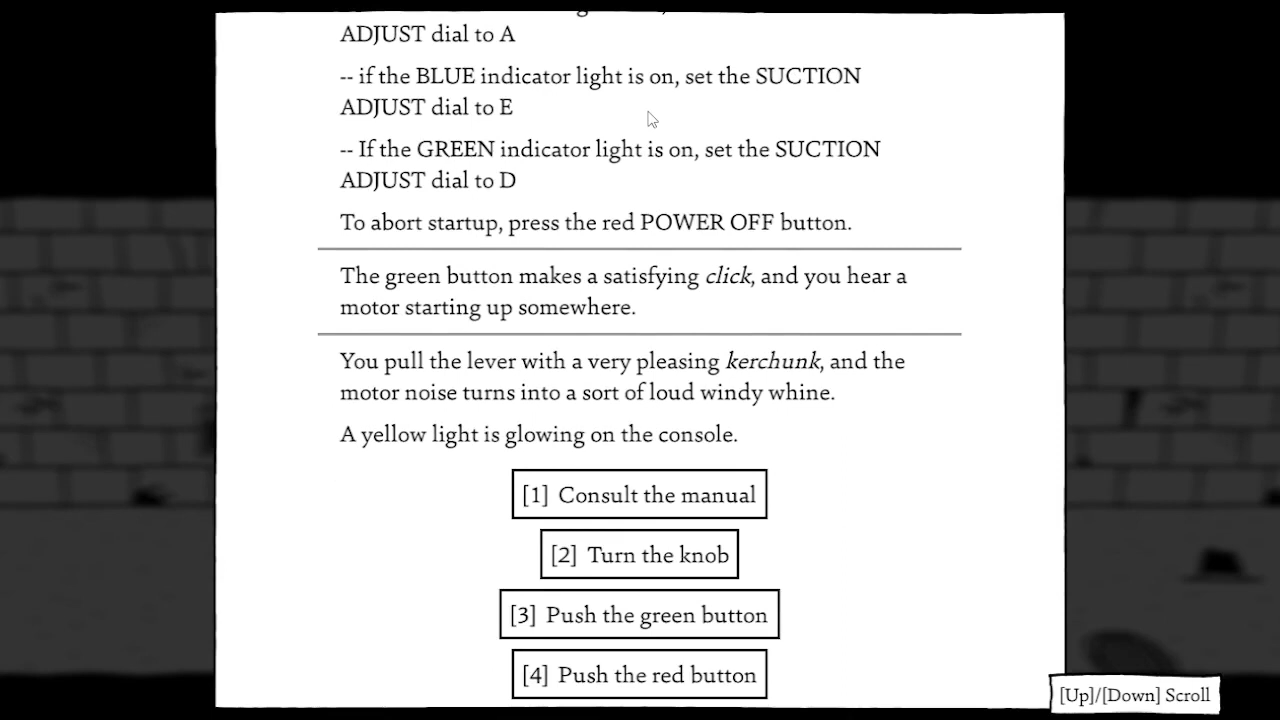 ADJUST dial to A
-- if the BLUE indicator light is on, set the SUCTION
ADJUST dial to E
-- If the GREEN indicator light is on, set the SUCTION
ADJUST dial to D
To abort startup, press the red POWER OFF button.
The green button makes a satisfying click, and you hear a
motor starting up somewhere.
You pull the lever with a very pleasing kerchunk, and the
motor noise turns into a sort of loud windy whine.
A yellow light is glowing on the console.
[1] Consult the manual
[2] Turn the knob
[3] Push the green button
[4] Push the red button
[Up]/[Down] Scroll